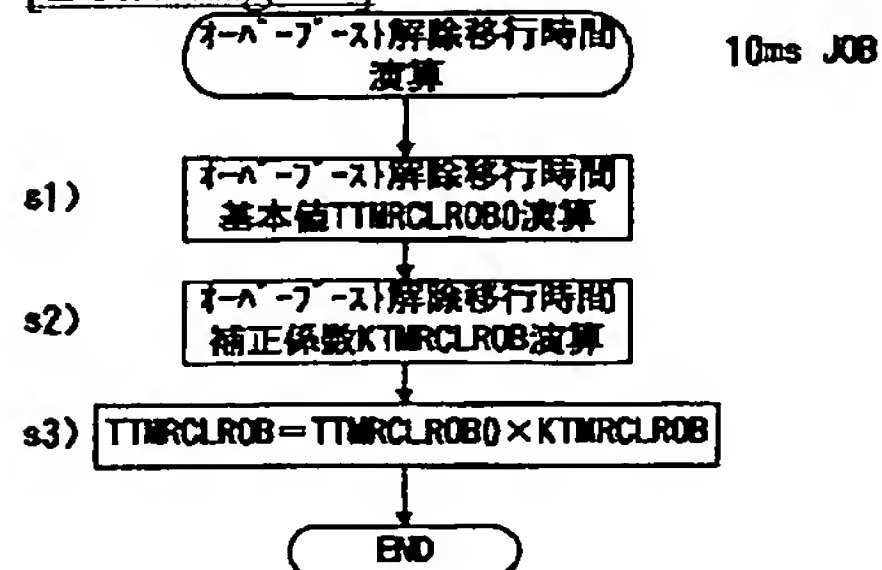 ｵｰﾊﾞｰﾌﾞｰｽﾄ解除移行時間
演算
10ms JOB
s1)
ｵｰﾊﾞｰﾌﾞｰｽﾄ解除移行時間
基本値TTMRCLROB0演算
s2)
ｵｰﾊﾞｰﾌﾞｰｽﾄ解除移行時間
補正係数KTMRCLROB演算
s3) TTMRCLROB＝TTMRCLROB0×KTMRCLROB
END